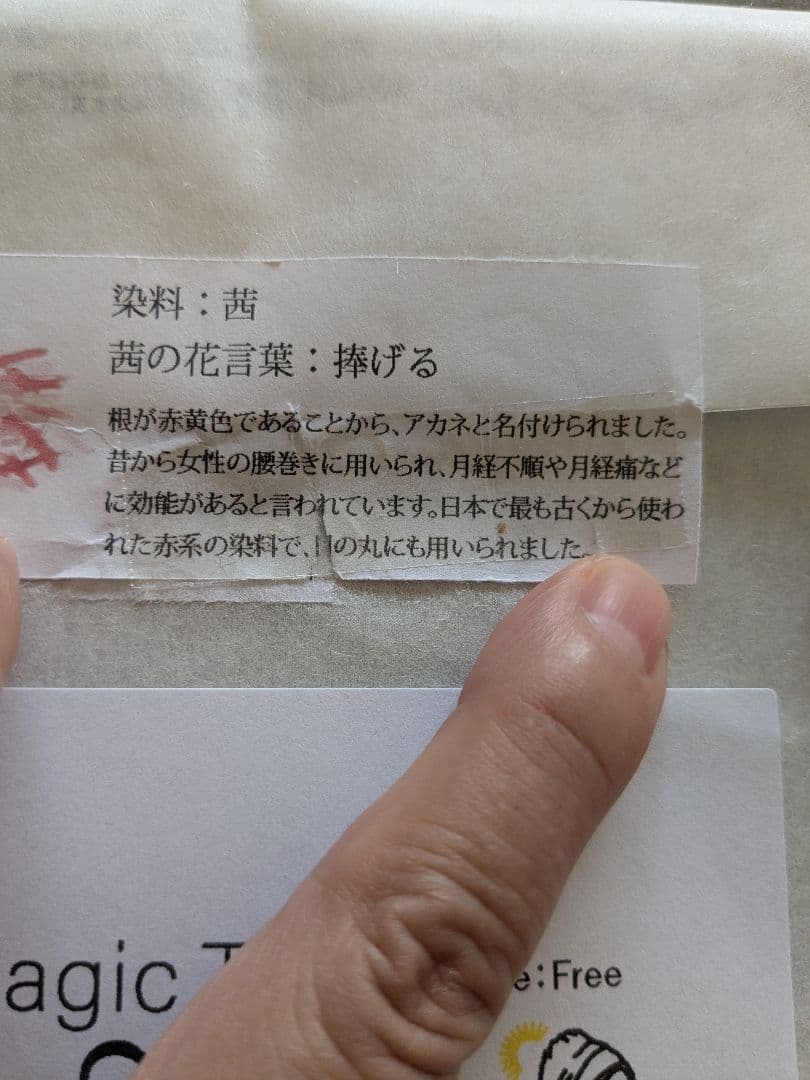 染料：茜
茜の花言葉：捧げる
根が赤黄色であることから、アカネと名付けられました。
昔から女性の腰巻きに用いられ、月経不順や月経痛など
に効能があると言われています。日本で最も古くから使わ
れた赤系の染料で、日の丸にも用いられました。
agic T
e:Free